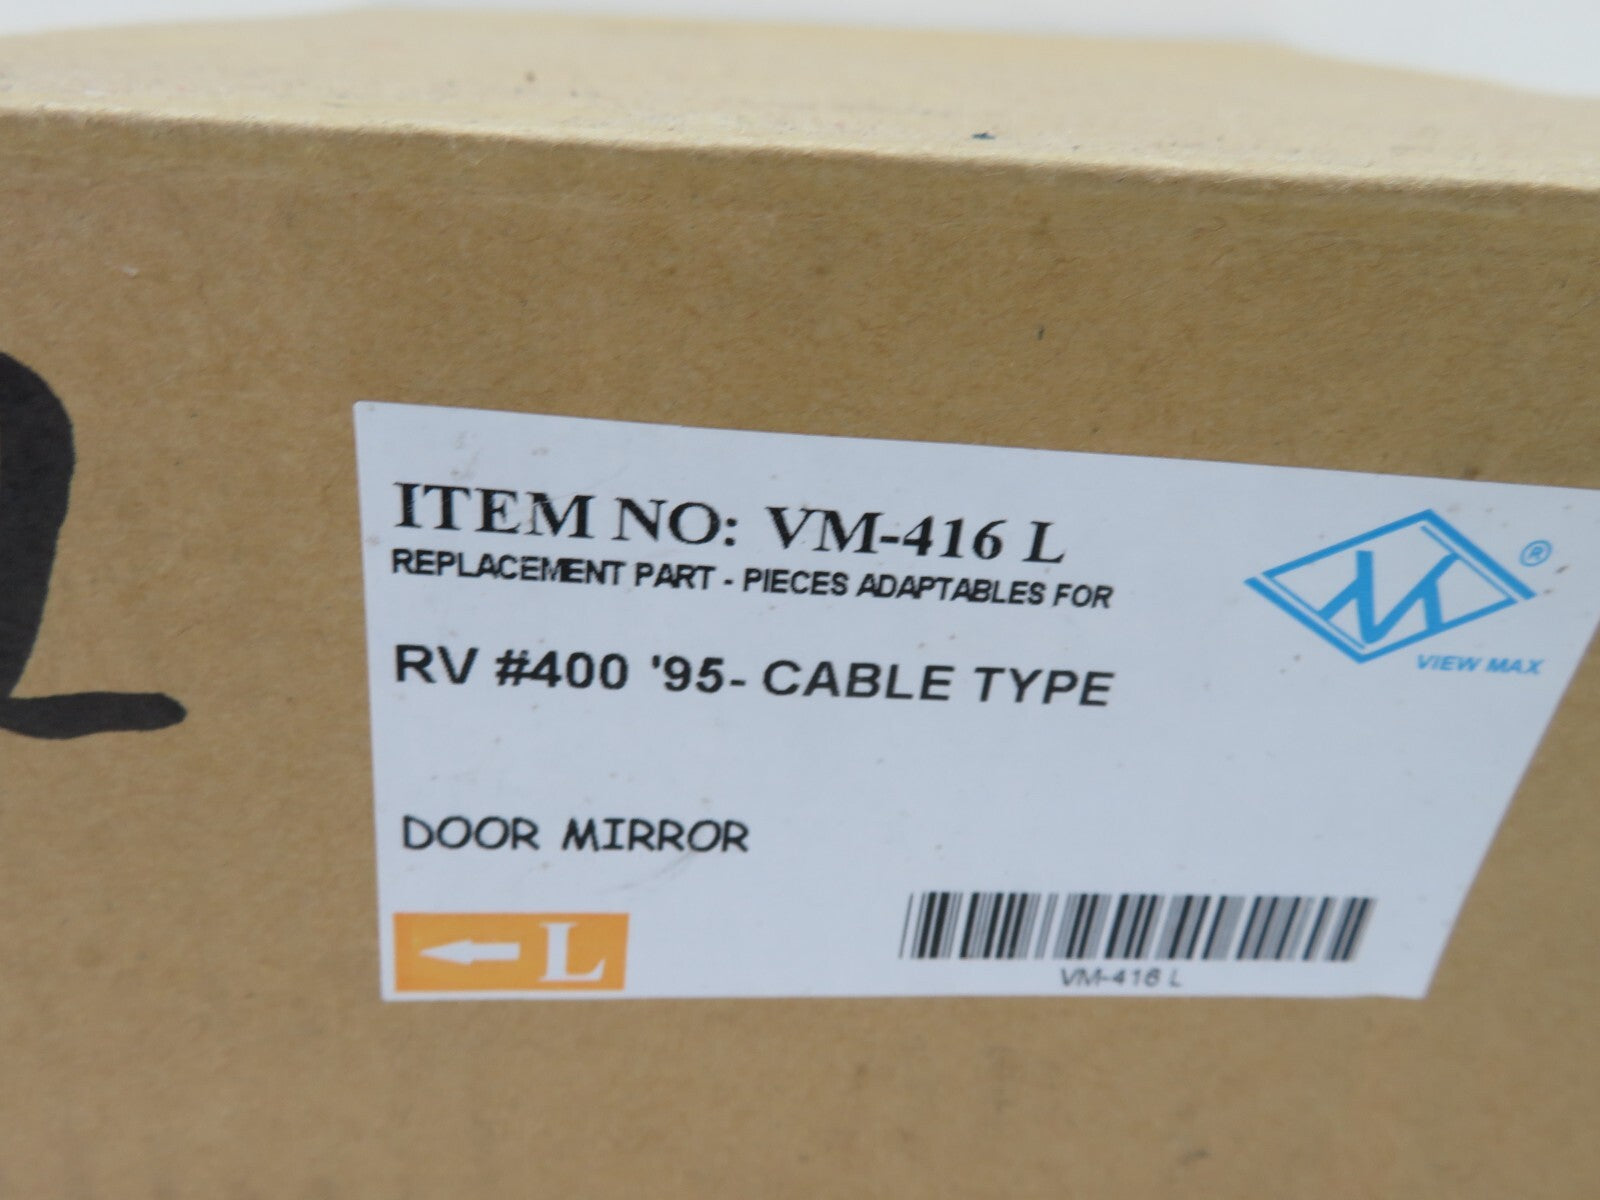 ITEM NO: VM-416 L
REPLACEMENT PART - PIECES ADAPTABLES FOR
RV #400 '95- CABLE TYPE
DOOR MIRROR
L
VM-416 L
®
VIEW MAX